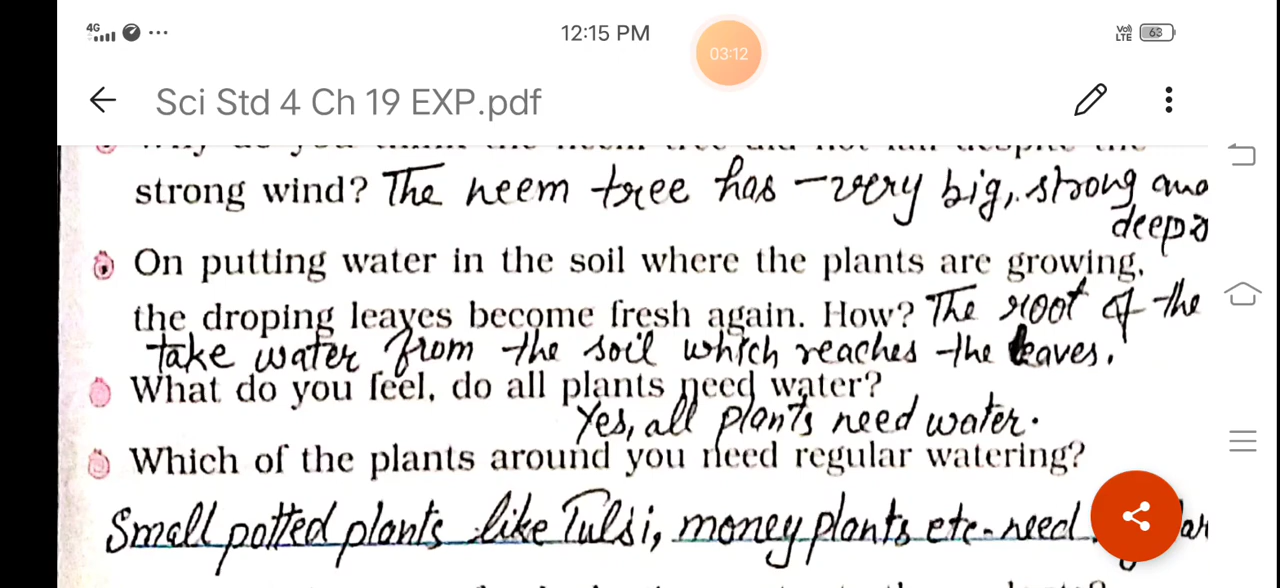 4G
12:15 PM
03:12
Vo)
LTE
63
Sci Std 4 Ch 19 EXP.pdf
strong wind? The neem tree has very big, strong and
deep
On putting water in the soil where the plants are growing,
the droping leaves become fresh again. How? The root of the
take water from the soil which reaches the leaves.
What do you feel, do all plants need water?
Yes, all plants need water.
Which of the plants around you need regular watering?
Small potted plants like Tulsi, money plants etc. need